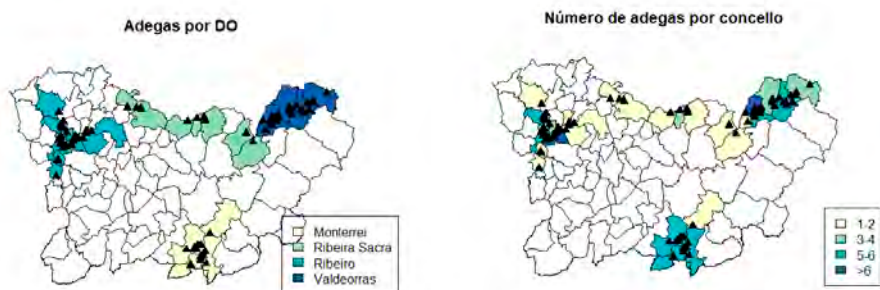 Adegas por DO
Monterrei
Ribeira Sacra
Ribeiro
Valdeorras
Número de adegas por concello
1-2
3-4
5-6
>6